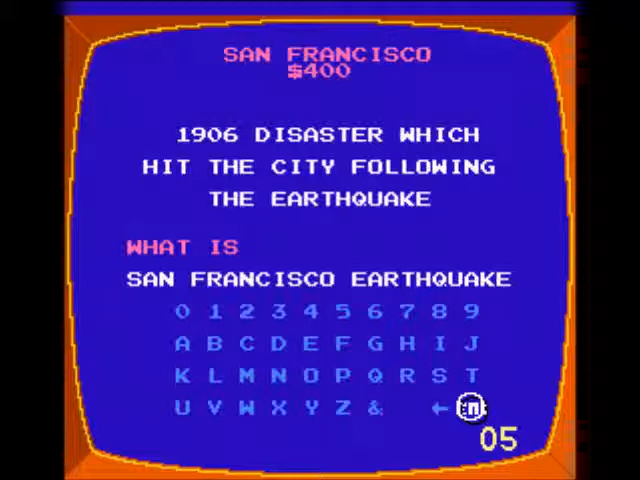 SAN FRANCISCO
$400
1906 DISASTER WHICH
HIT THE CITY FOLLOWING
THE EARTHQUAKE
WHAT IS
SAN FRANCISCO EARTHQUAKE
0 1 2 3 4 5 6 7 8 9
A B C D E F G H I J
K L M N O P Q R S T
U V W X Y Z & ←
05